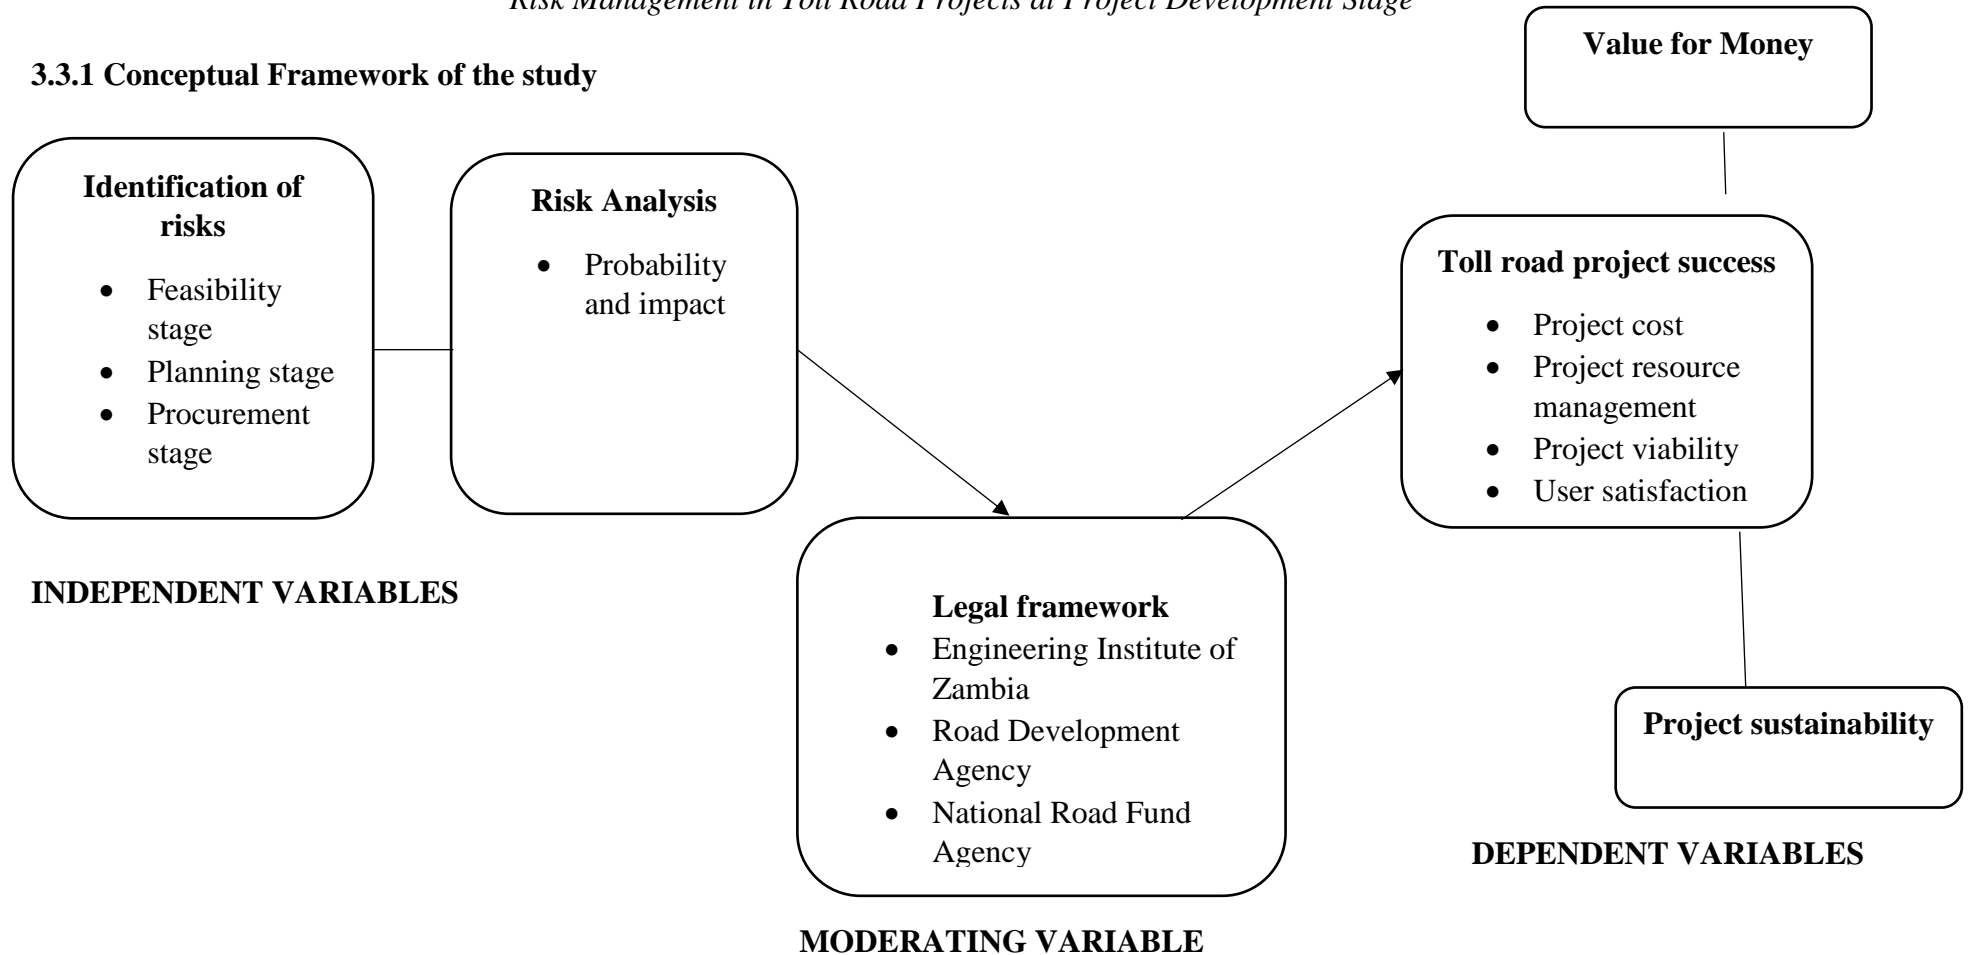 Risk Management in Toll Road Projects at Project Development Stage
3.3.1 Conceptual Framework of the study
Identification of
risks
• Feasibility
stage
• Planning stage
• Procurement
stage
Risk Analysis
• Probability
and impact
INDEPENDENT VARIABLES
Legal framework
• Engineering Institute of
Zambia
• Road Development
Agency
• National Road Fund
Agency
MODERATING VARIABLE
Value for Money
Toll road project success
• Project cost
• Project resource
management
• Project viability
• User satisfaction
Project sustainability
DEPENDENT VARIABLES